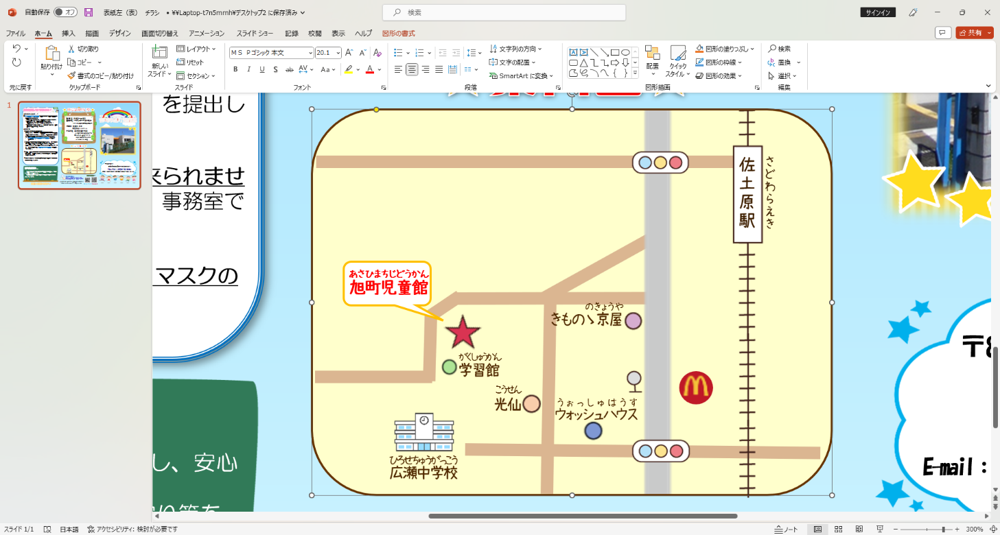 自動保存
オフ
表紙左（表） チラシ • ¥¥Laptop-t7n5mrnh¥デスクトップ2 に保存済み
検索
サインイン
ファイル ホーム 挿入 描画 デザイン 画面切り替え アニメーション スライド ショー 記録 校閲 表示 ヘルプ 図形の書式
共有
元に戻す
貼り付け
切り取り
コピー
書式のコピー/貼り付け
クリップボード
新しい
スライド
レイアウト
リセット
セクション
スライド
ＭＳ Ｐゴシック 本文
20.1
フォント
文字列の方向
文字の配置
SmartArt に変換
段落
配置
クイック
スタイル
図形の塗りつぶし
図形の枠線
図形の効果
図形描画
検索
置換
選択
編集
1
を提出し
来られませ
事務室で
マスクの
し、安心
佐土原駅
さどわらえき
あさひまちじどうかん
旭町児童館
のきょうや
きものゝ京屋
がくしゅうかん
学習館
こうせん
光仙
うぉっしゅはうす
ウォッシュハウス
ひろせちゅうがっこう
広瀬中学校
〒8
E-mail：
スライド 1/1
日本語
アクセシビリティ: 検討が必要です
ノート
300%